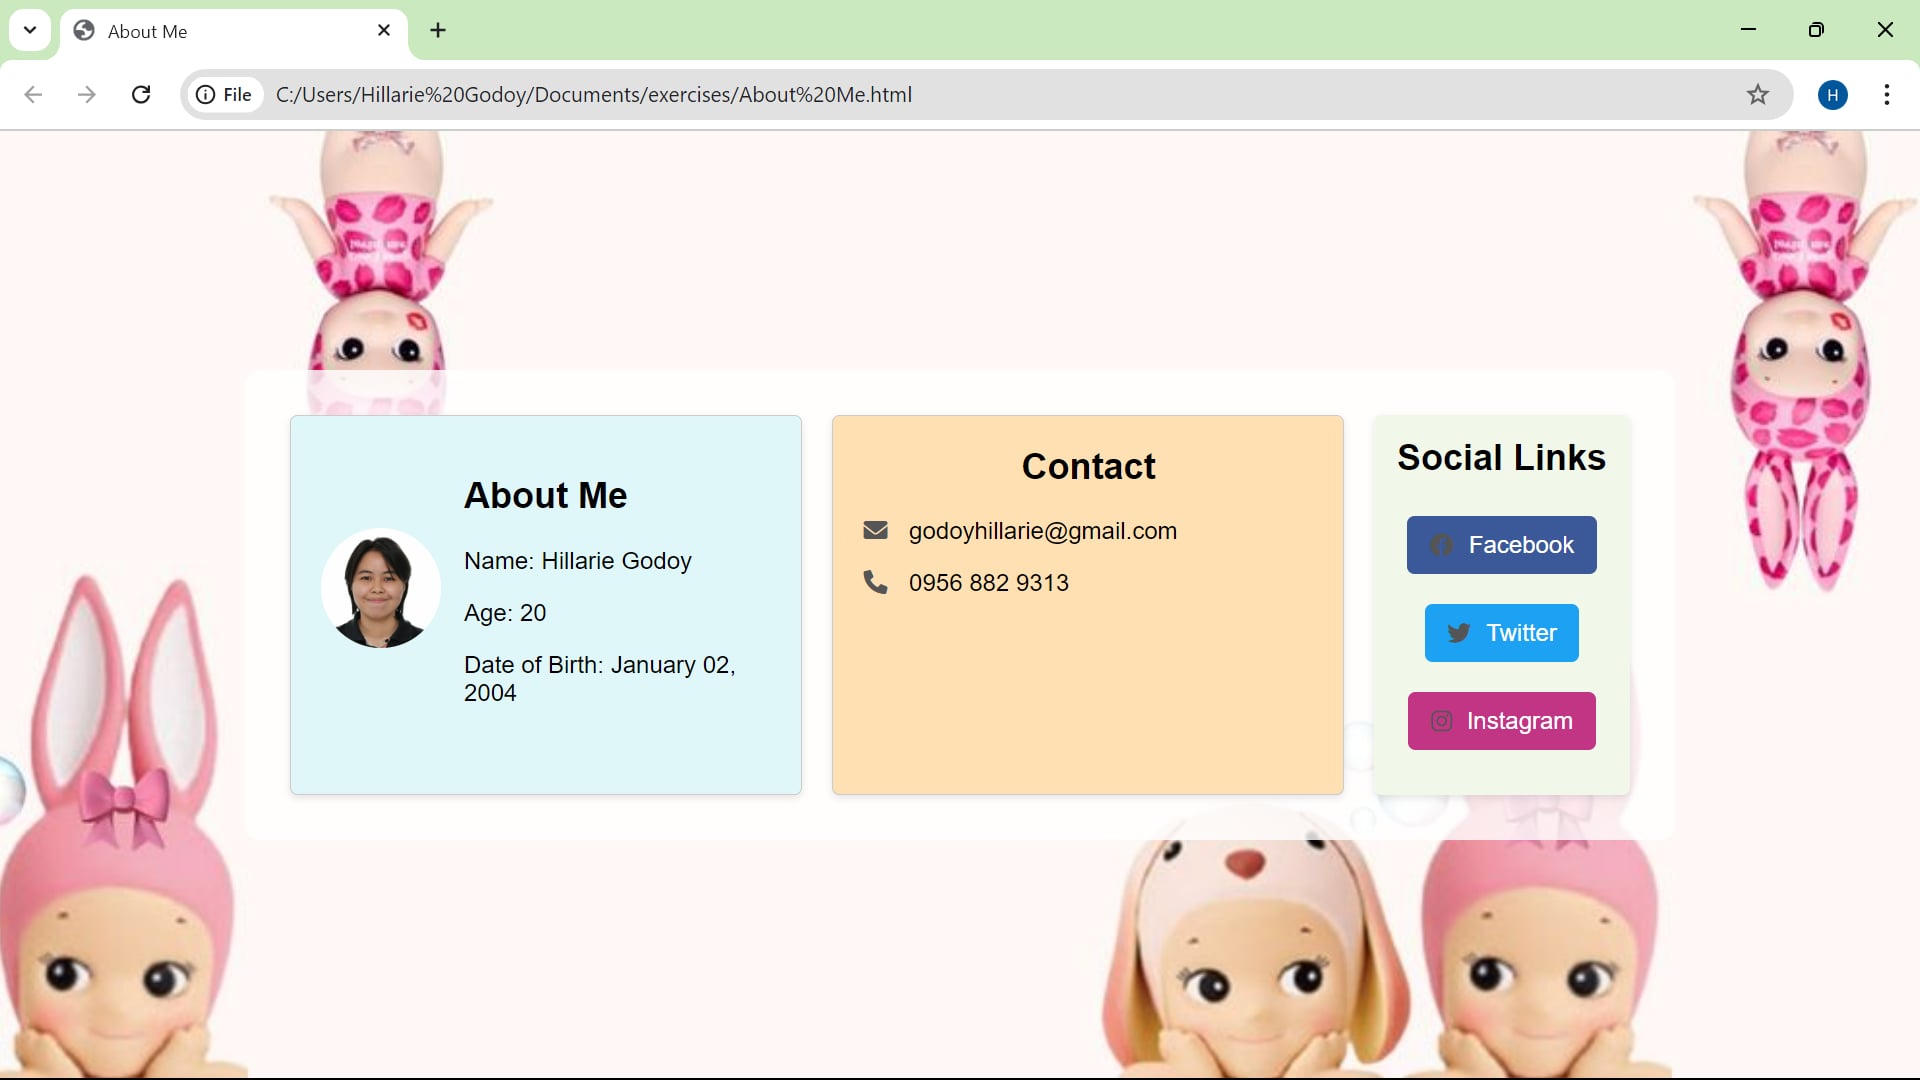 About Me
File
C:/Users/Hillarie%20Godoy/Documents/exercises/About%20Me.html
H
About Me
Name: Hillarie Godoy
Age: 20
Date of Birth: January 02,
2004
Contact
godoyhillarie@gmail.com
0956 882 9313
Social Links
Facebook
Twitter
Instagram